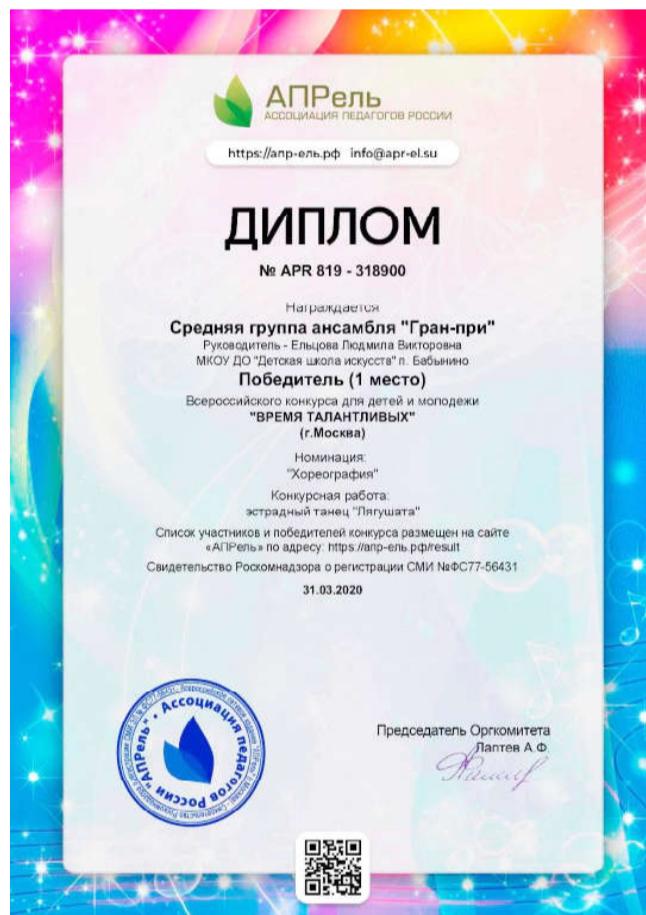 АПРель
АССОЦИАЦИЯ ПЕДАГОГОВ РОССИИ
https://апр-ель.рф info@apr-el.su
ДИПЛОМ
№ APR 819 - 318900
Награждается
Средняя группа ансамбля "Гран-при"
Руководитель - Ельцова Людмила Викторовна
МКОУ ДО "Детская школа искусств" п. Бабынино
Победитель (1 место)
Всероссийского конкурса для детей и молодежи
"ВРЕМЯ ТАЛАНТЛИВЫХ"
(г.Москва)
Номинация:
"Хореография"
Конкурсная работа:
эстрадный танец "Лягушата"
Список участников и победителей конкурса размещен на сайте
«АПРель» по адресу: https://апр-ель.рф/result
Свидетельство Роскомнадзора о регистрации СМИ №ФС77-56431
31.03.2020
Ассоциация педагогов России "АПРель"
Председатель Оргкомитета
Лаптев А.Ф.